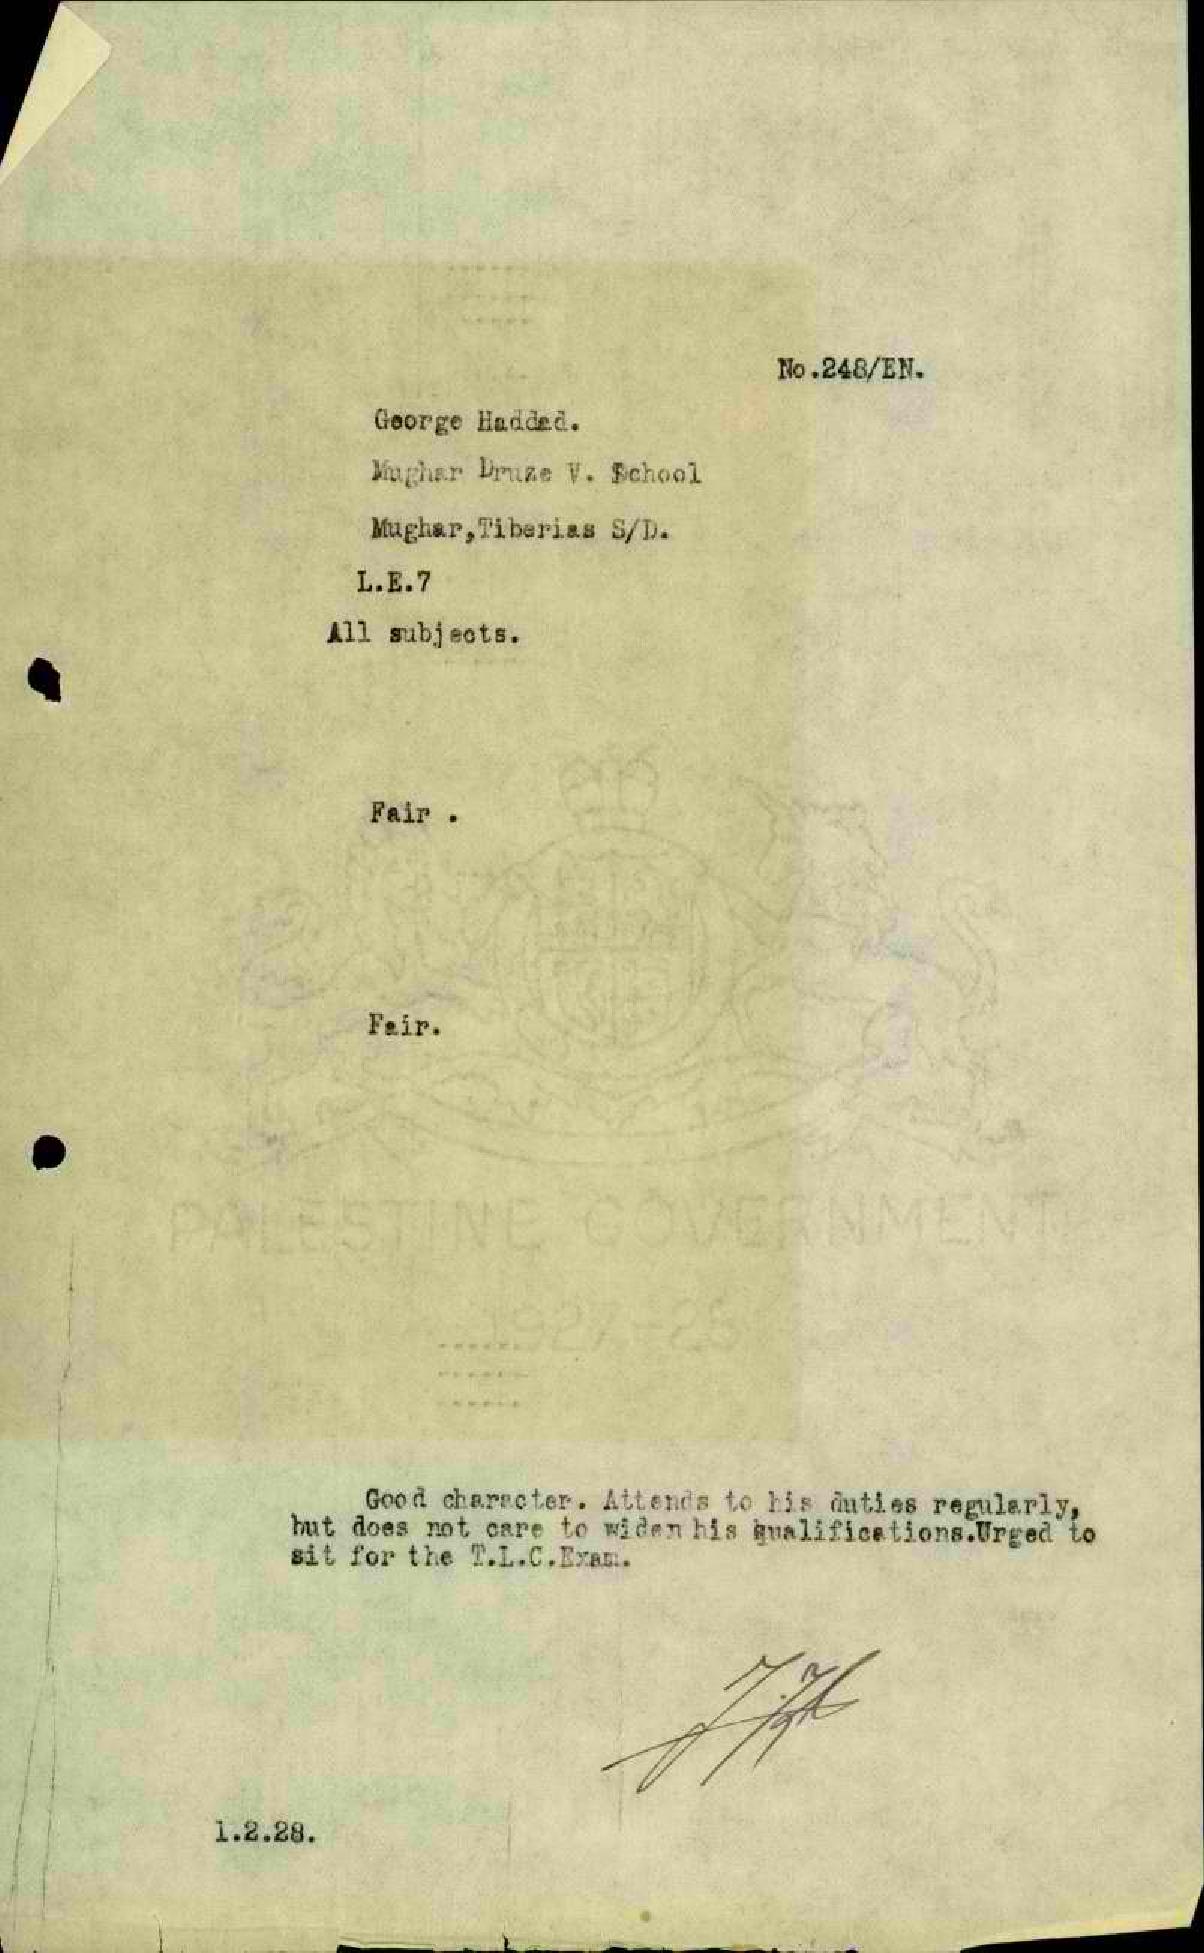 No.248/EN.
George Haddad.
Mughar Druze V. School
Mughar,Tiberias S/D.
L.E.7
All subjects.
Fair .
Fair.
PALESTINE GOVERNMENT
1927-28
Good character. Attends to his duties regularly,
but does not care to widen his qualifications.Urged to
sit for the T.L.C.Exam.
1.2.28.